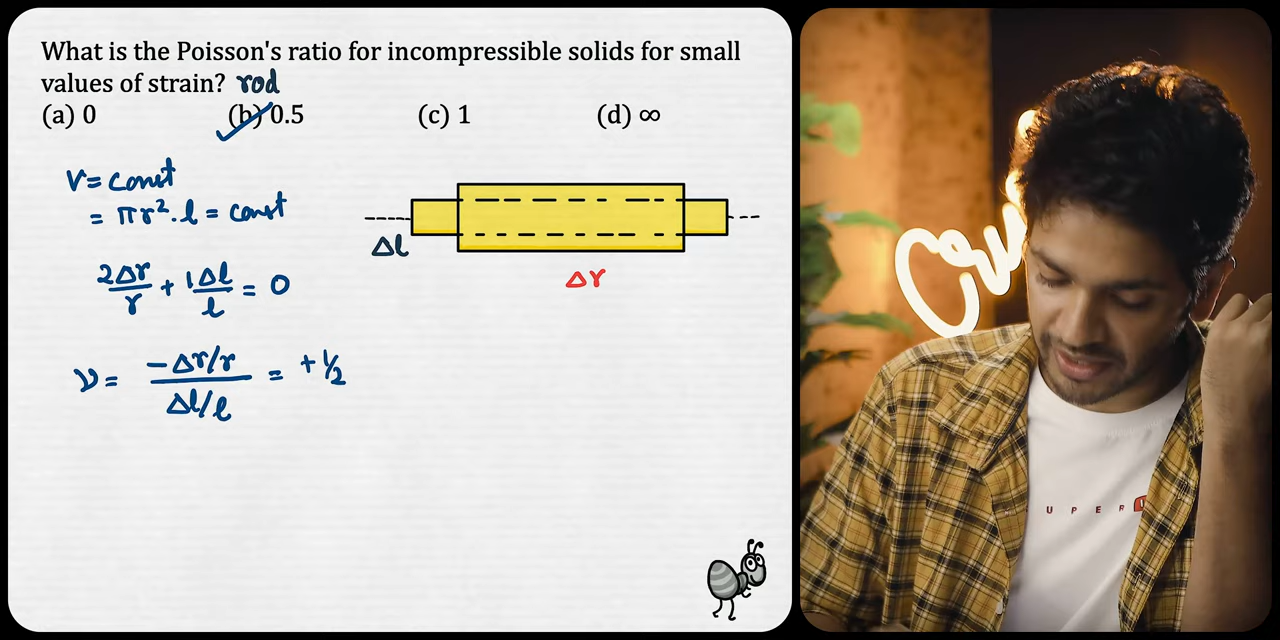 What is the Poisson's ratio for incompressible solids for small
values of strain? rod
(a) 0 (b) 0.5 (c) 1 (d) ∞
V = const
= πr². l = const
2Δr/r + 1Δl/l = 0
ν = -Δr/r / Δl/l = +1/2
Δl
Δr
UPER